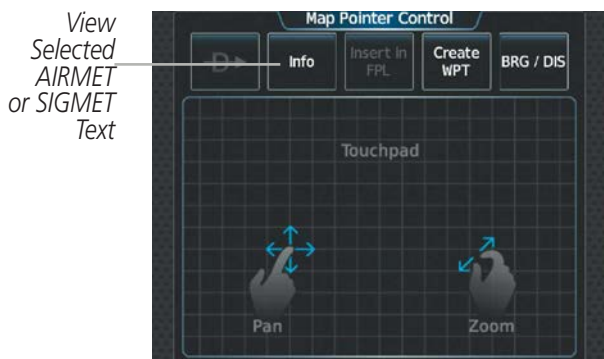 View
Selected
AIRMET
or SIGMET
Text
Map Pointer Control
D
Info
Insert In
FPL
Create
WPT
BRG / DIS
Touchpad
Pan
Zoom